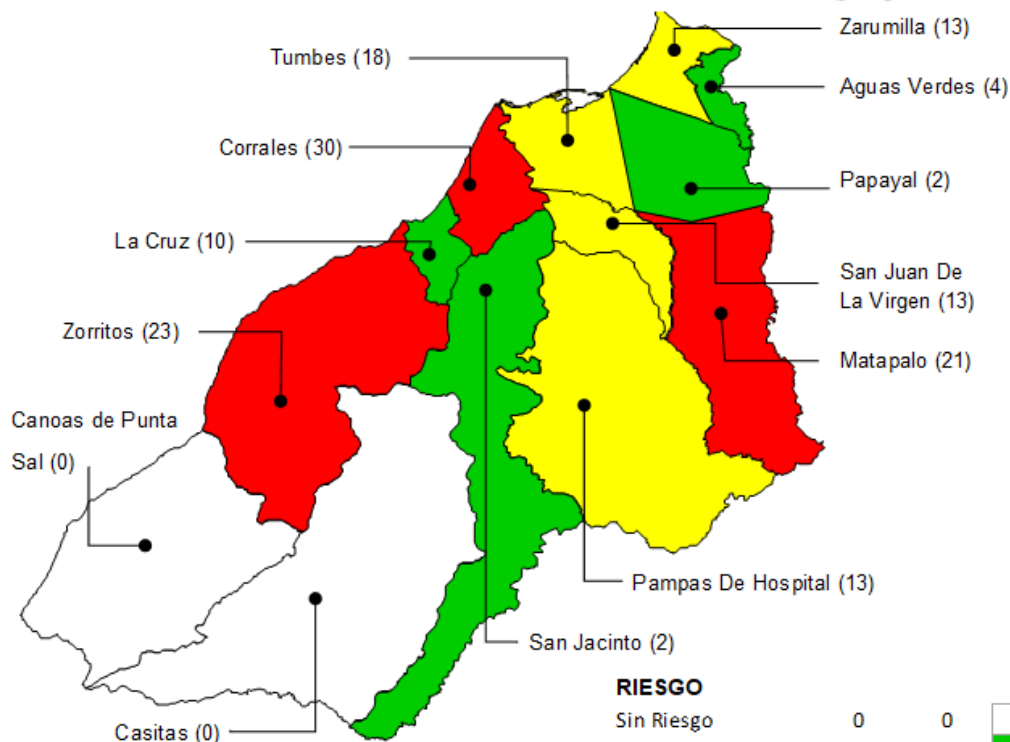 Zarumilla (13)
Tumbes (18)
Aguas Verdes (4)
Corrales (30)
Papayal (2)
La Cruz (10)
San Juan De
La Virgen (13)
Zorritos (23)
Matapalo (21)
Canoas de Punta
Sal (0)
Pampas De Hospital (13)
San Jacinto (2)
RIESGO
Sin Riesgo 0 0
Casitas (0)